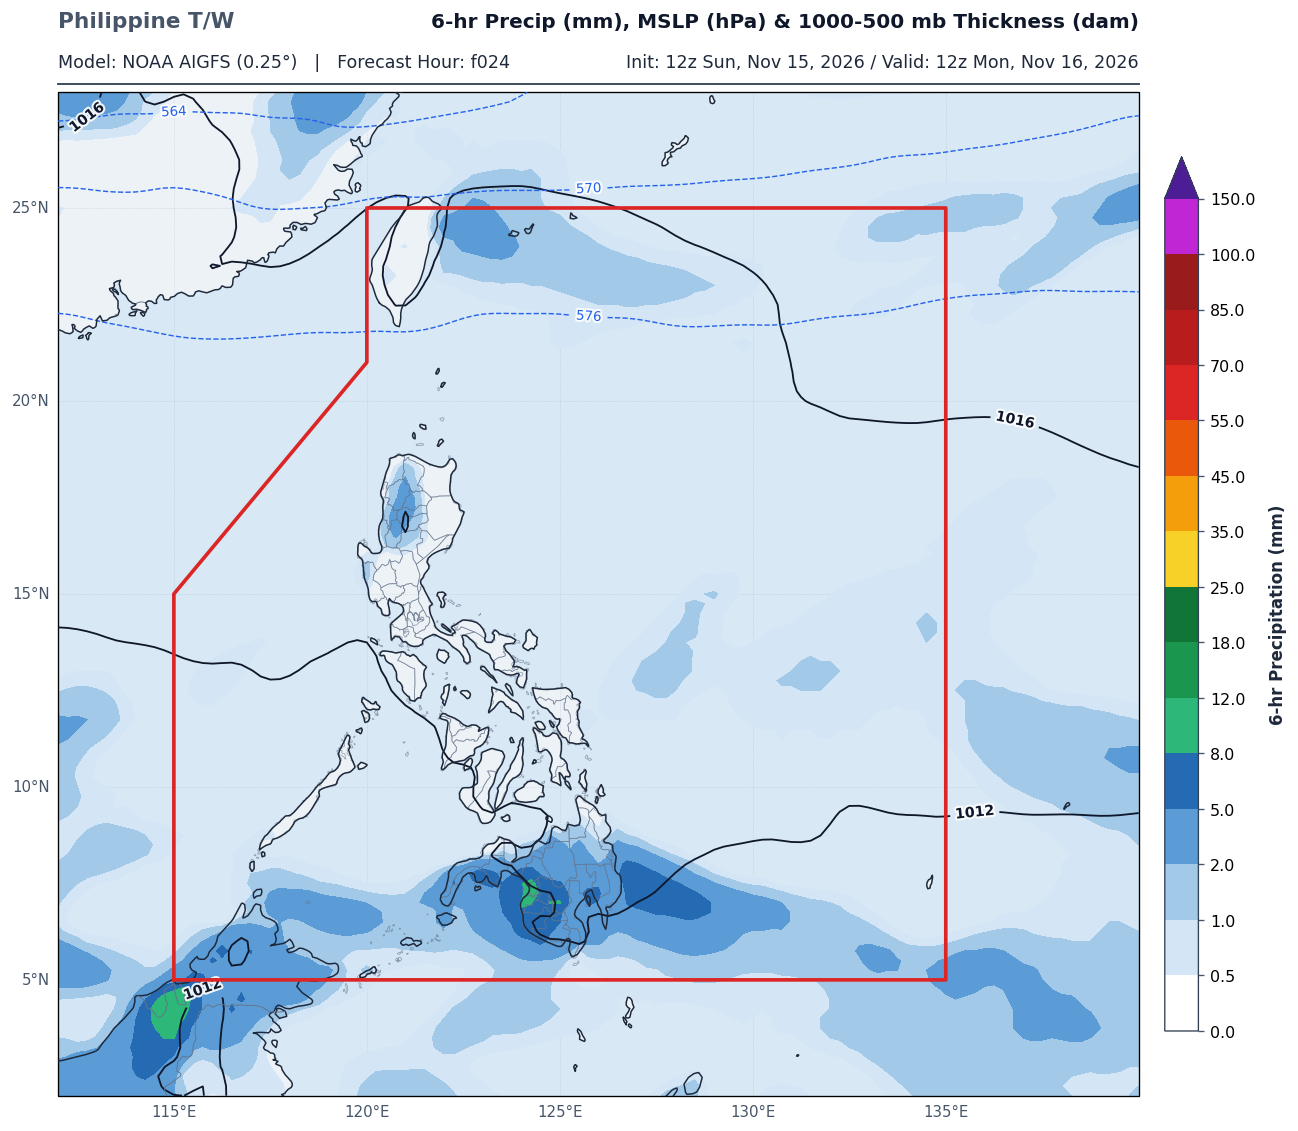 Philippine T/W
6-hr Precip (mm), MSLP (hPa) & 1000-500 mb Thickness (dam)
Model: NOAA AIGFS (0.25°) | Forecast Hour: f024
Init: 12z Sun, Nov 15, 2026 / Valid: 12z Mon, Nov 16, 2026
1016
564
570
576
1016
1012
1012
25°N
20°N
15°N
10°N
5°N
115°E
120°E
125°E
130°E
135°E
150.0
100.0
85.0
70.0
55.0
45.0
35.0
25.0
18.0
12.0
8.0
5.0
2.0
1.0
0.5
0.0
6-hr Precipitation (mm)